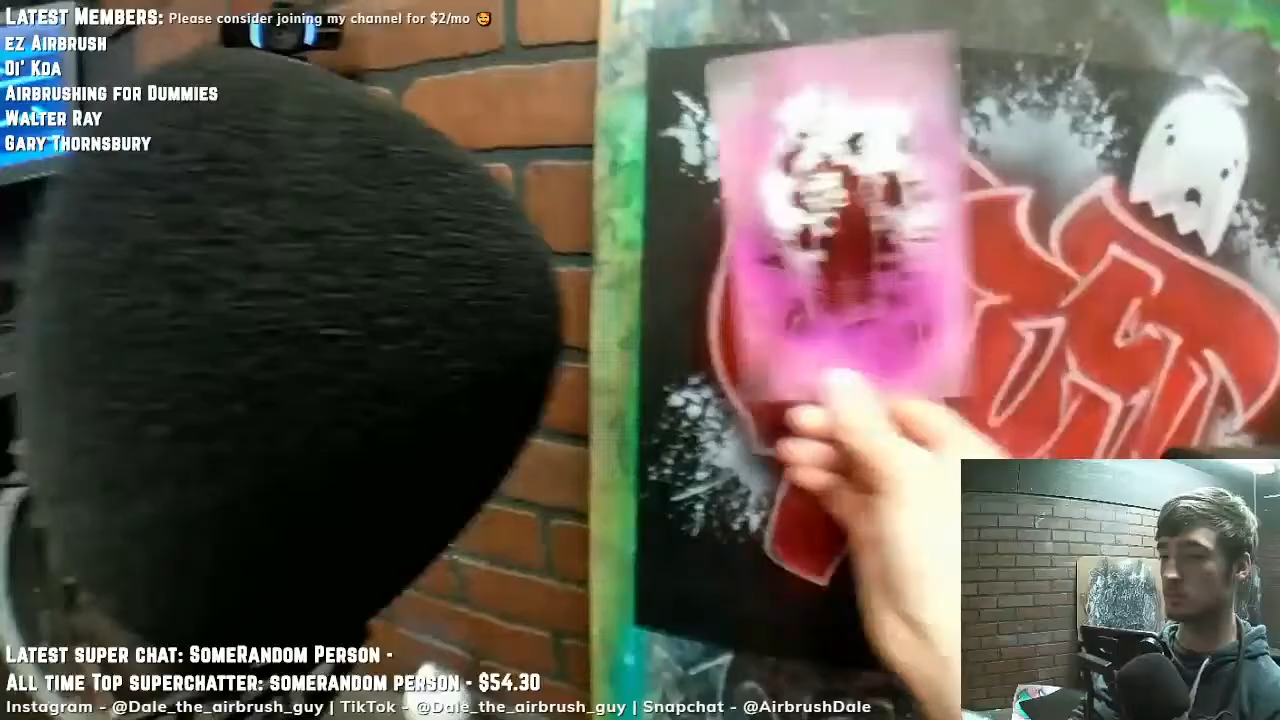 LATEST MEMBERS: Please consider joining my channel for $2/mo
EZ AIRBRUSH
OI' KOA
AIRBRUSHING FOR DUMMIES
WALTER RAY
GARY THORNSBURY
LATEST SUPER CHAT: SOMERANDOM PERSON -
ALL TIME TOP SUPERCHATTER: SOMERANDOM PERSON - $54.30
Instagram - @Dale_the_airbrush_guy | TikTok - @Dale_the_airbrush_guy | Snapchat - @AirbrushDale